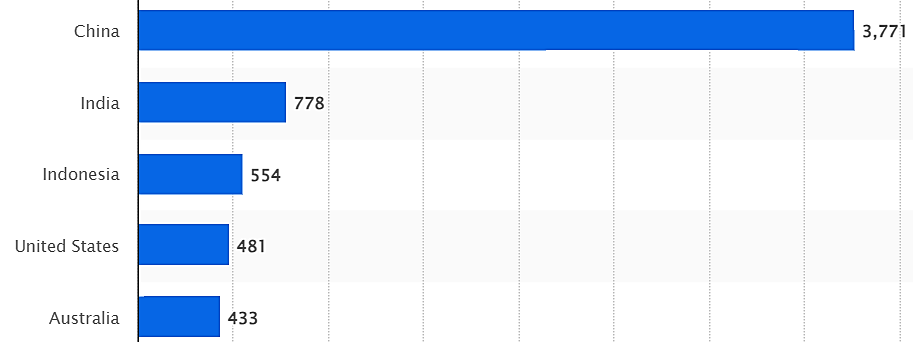 China 3,771
India 778
Indonesia 554
United States 481
Australia 433